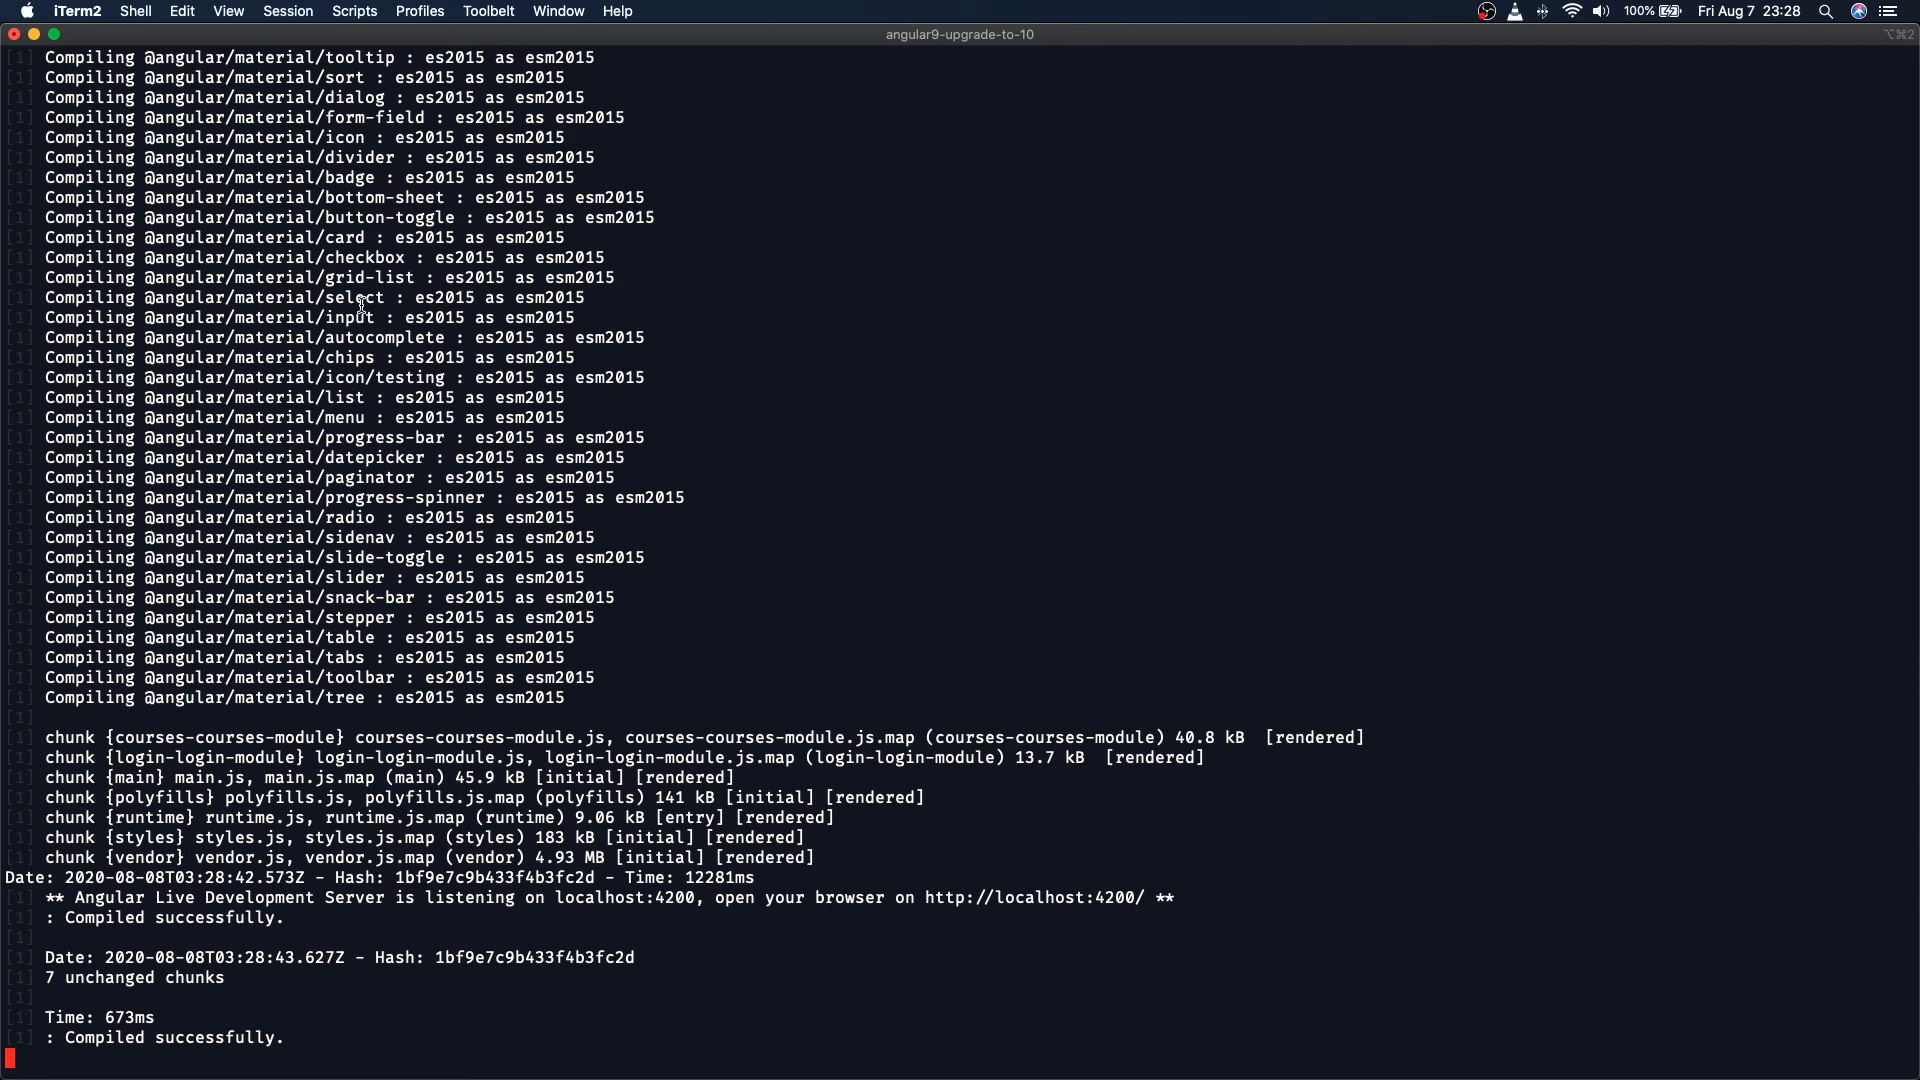 iTerm2 Shell Edit View Session Scripts Profiles Toolbelt Window Help 100% Fri Aug 7 23:28
angular9-upgrade-to-10 ⌥⌘2
[1] Compiling @angular/material/tooltip : es2015 as esm2015
[1] Compiling @angular/material/sort : es2015 as esm2015
[1] Compiling @angular/material/dialog : es2015 as esm2015
[1] Compiling @angular/material/form-field : es2015 as esm2015
[1] Compiling @angular/material/icon : es2015 as esm2015
[1] Compiling @angular/material/divider : es2015 as esm2015
[1] Compiling @angular/material/badge : es2015 as esm2015
[1] Compiling @angular/material/bottom-sheet : es2015 as esm2015
[1] Compiling @angular/material/button-toggle : es2015 as esm2015
[1] Compiling @angular/material/card : es2015 as esm2015
[1] Compiling @angular/material/checkbox : es2015 as esm2015
[1] Compiling @angular/material/grid-list : es2015 as esm2015
[1] Compiling @angular/material/select : es2015 as esm2015
[1] Compiling @angular/material/input : es2015 as esm2015
[1] Compiling @angular/material/autocomplete : es2015 as esm2015
[1] Compiling @angular/material/chips : es2015 as esm2015
[1] Compiling @angular/material/icon/testing : es2015 as esm2015
[1] Compiling @angular/material/list : es2015 as esm2015
[1] Compiling @angular/material/menu : es2015 as esm2015
[1] Compiling @angular/material/progress-bar : es2015 as esm2015
[1] Compiling @angular/material/datepicker : es2015 as esm2015
[1] Compiling @angular/material/paginator : es2015 as esm2015
[1] Compiling @angular/material/progress-spinner : es2015 as esm2015
[1] Compiling @angular/material/radio : es2015 as esm2015
[1] Compiling @angular/material/sidenav : es2015 as esm2015
[1] Compiling @angular/material/slide-toggle : es2015 as esm2015
[1] Compiling @angular/material/slider : es2015 as esm2015
[1] Compiling @angular/material/snack-bar : es2015 as esm2015
[1] Compiling @angular/material/stepper : es2015 as esm2015
[1] Compiling @angular/material/table : es2015 as esm2015
[1] Compiling @angular/material/tabs : es2015 as esm2015
[1] Compiling @angular/material/toolbar : es2015 as esm2015
[1] Compiling @angular/material/tree : es2015 as esm2015
[1]
[1] chunk {courses-courses-module} courses-courses-module.js, courses-courses-module.js.map (courses-courses-module) 40.8 kB [rendered]
[1] chunk {login-login-module} login-login-module.js, login-login-module.js.map (login-login-module) 13.7 kB [rendered]
[1] chunk {main} main.js, main.js.map (main) 45.9 kB [initial] [rendered]
[1] chunk {polyfills} polyfills.js, polyfills.js.map (polyfills) 141 kB [initial] [rendered]
[1] chunk {runtime} runtime.js, runtime.js.map (runtime) 9.06 kB [entry] [rendered]
[1] chunk {styles} styles.js, styles.js.map (styles) 183 kB [initial] [rendered]
[1] chunk {vendor} vendor.js, vendor.js.map (vendor) 4.93 MB [initial] [rendered]
Date: 2020-08-08T03:28:42.573Z - Hash: 1bf9e7c9b433f4b3fc2d - Time: 12281ms
[1] ** Angular Live Development Server is listening on localhost:4200, open your browser on http://localhost:4200/ **
[1] : Compiled successfully.
[1]
[1] Date: 2020-08-08T03:28:43.627Z - Hash: 1bf9e7c9b433f4b3fc2d
[1] 7 unchanged chunks
[1]
[1] Time: 673ms
[1] : Compiled successfully.